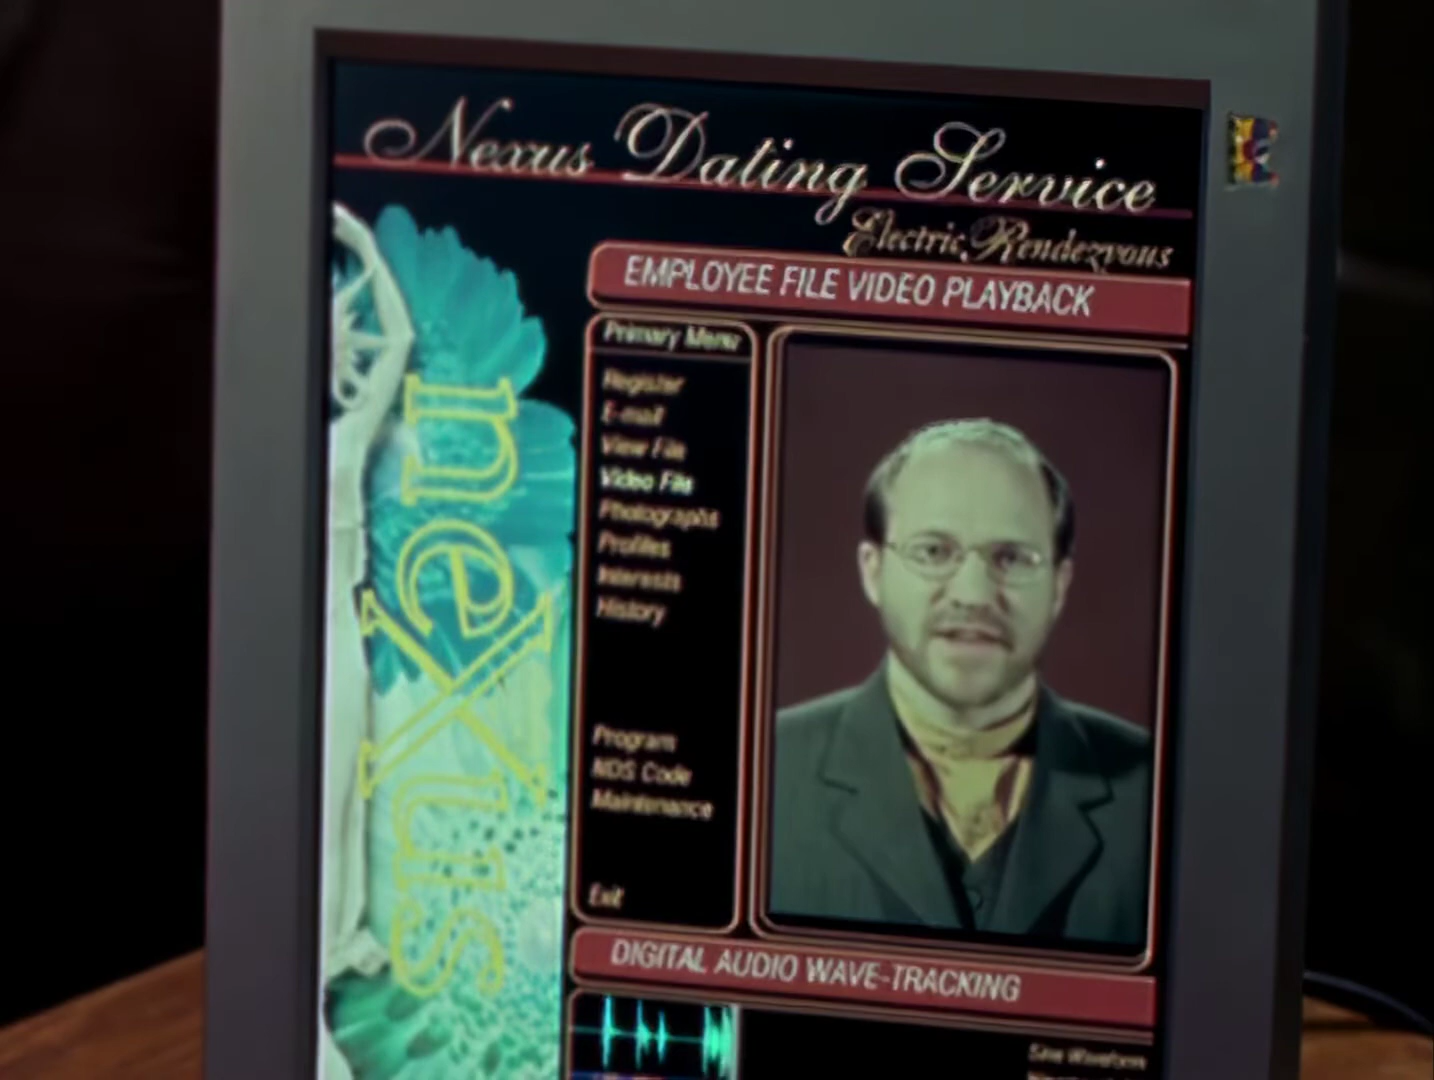 Nexus Dating Service
Electric Rendezvous
EMPLOYEE FILE VIDEO PLAYBACK
Primary Menu
Register
E-mail
View File
Video File
Photographs
Profiles
Interests
History
Program
NDS Code
Maintenance
Exit
nexus
DIGITAL AUDIO WAVE-TRACKING
Sine Waveform